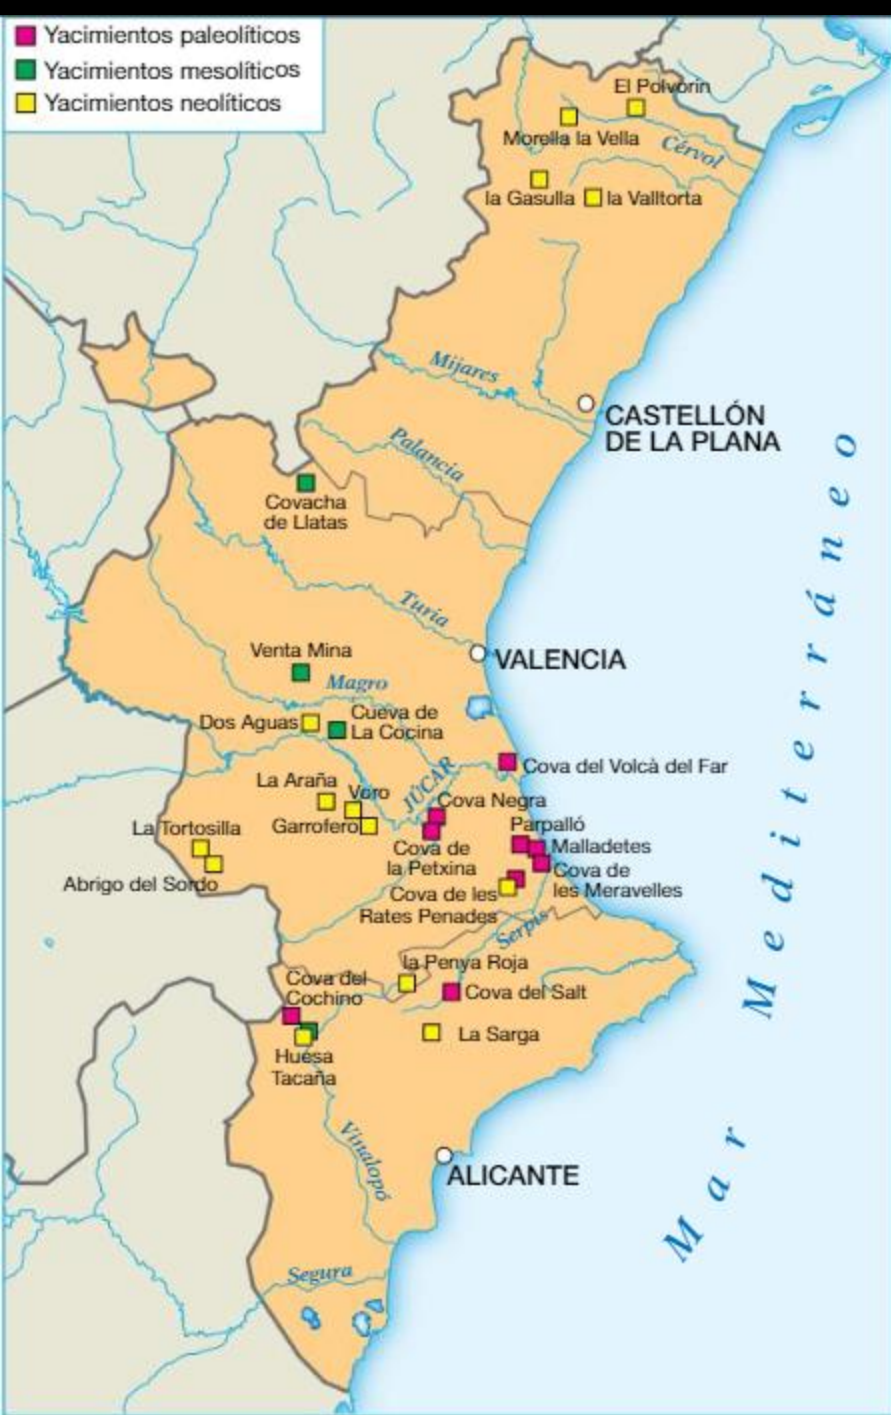 Yacimientos paleolíticos
Yacimientos mesolíticos
Yacimientos neolíticos
El Polvorín
Morella la Vella
Cérvol
la Gasulla
la Valltorta
Mijares
CASTELLÓN
DE LA PLANA
Palancia
Covacha
de Llatas
Turia
Venta Mina
VALENCIA
Magro
Dos Aguas
Cueva de
La Cocina
Cova del Volcà del Far
JÚCAR
La Araña
Voro
Cova Negra
Garrofero
Parpalló
La Tortosilla
Malladetes
Cova de
la Petxina
Cova de
les Meravelles
Abrigo del Sordo
Cova de les
Rates Penades
Serpis
la Penya Roja
Cova del
Cochino
Cova del Salt
La Sarga
Huesa
Tacaña
Vinalopó
ALICANTE
Segura
Mar Mediterráneo